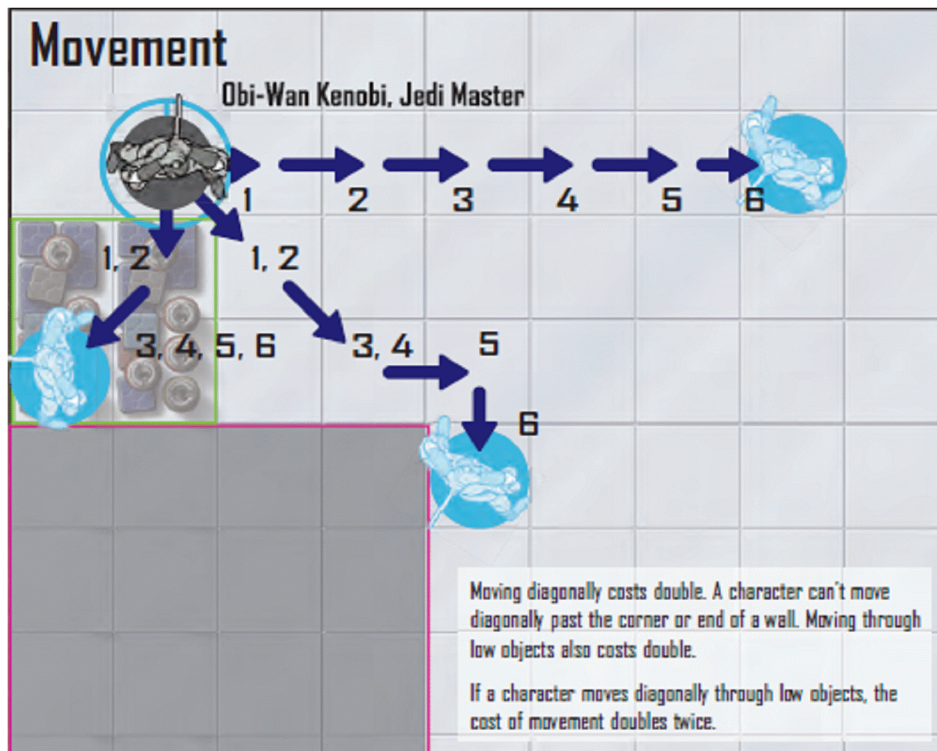 Movement
Obi-Wan Kenobi, Jedi Master
1
2
3
4
5
6
1, 2
1, 2
3, 4, 5, 6
3, 4
5
6
Moving diagonally costs double. A character can't move
diagonally past the corner or end of a wall. Moving through
low objects also costs double.
If a character moves diagonally through low objects, the
cost of movement doubles twice.